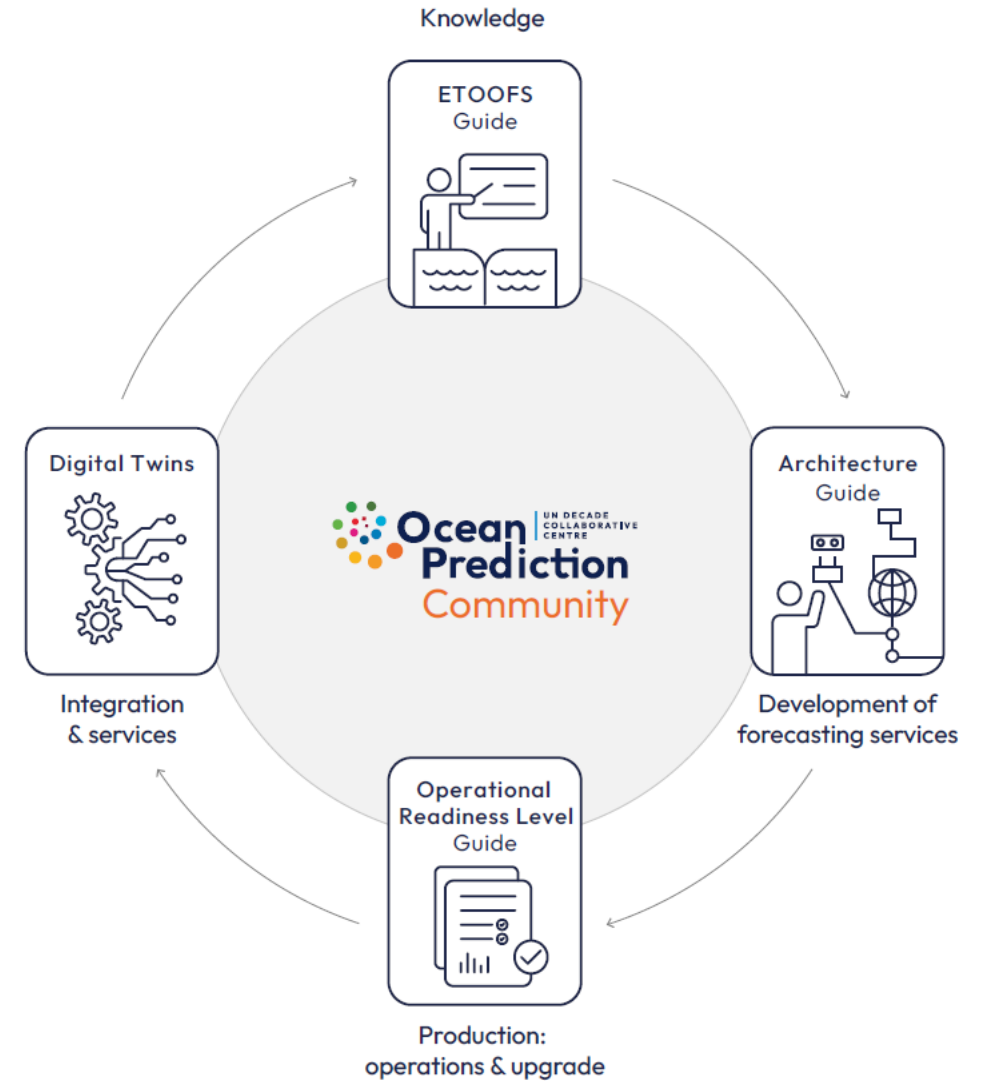 Knowledge
ETOOFS
Guide
Digital Twins
Integration
& services
Ocean
Prediction
Community
UN DECADE
COLLABORATIVE
CENTRE
Architecture
Guide
Development of
forecasting services
Operational
Readiness Level
Guide
Production:
operations & upgrade